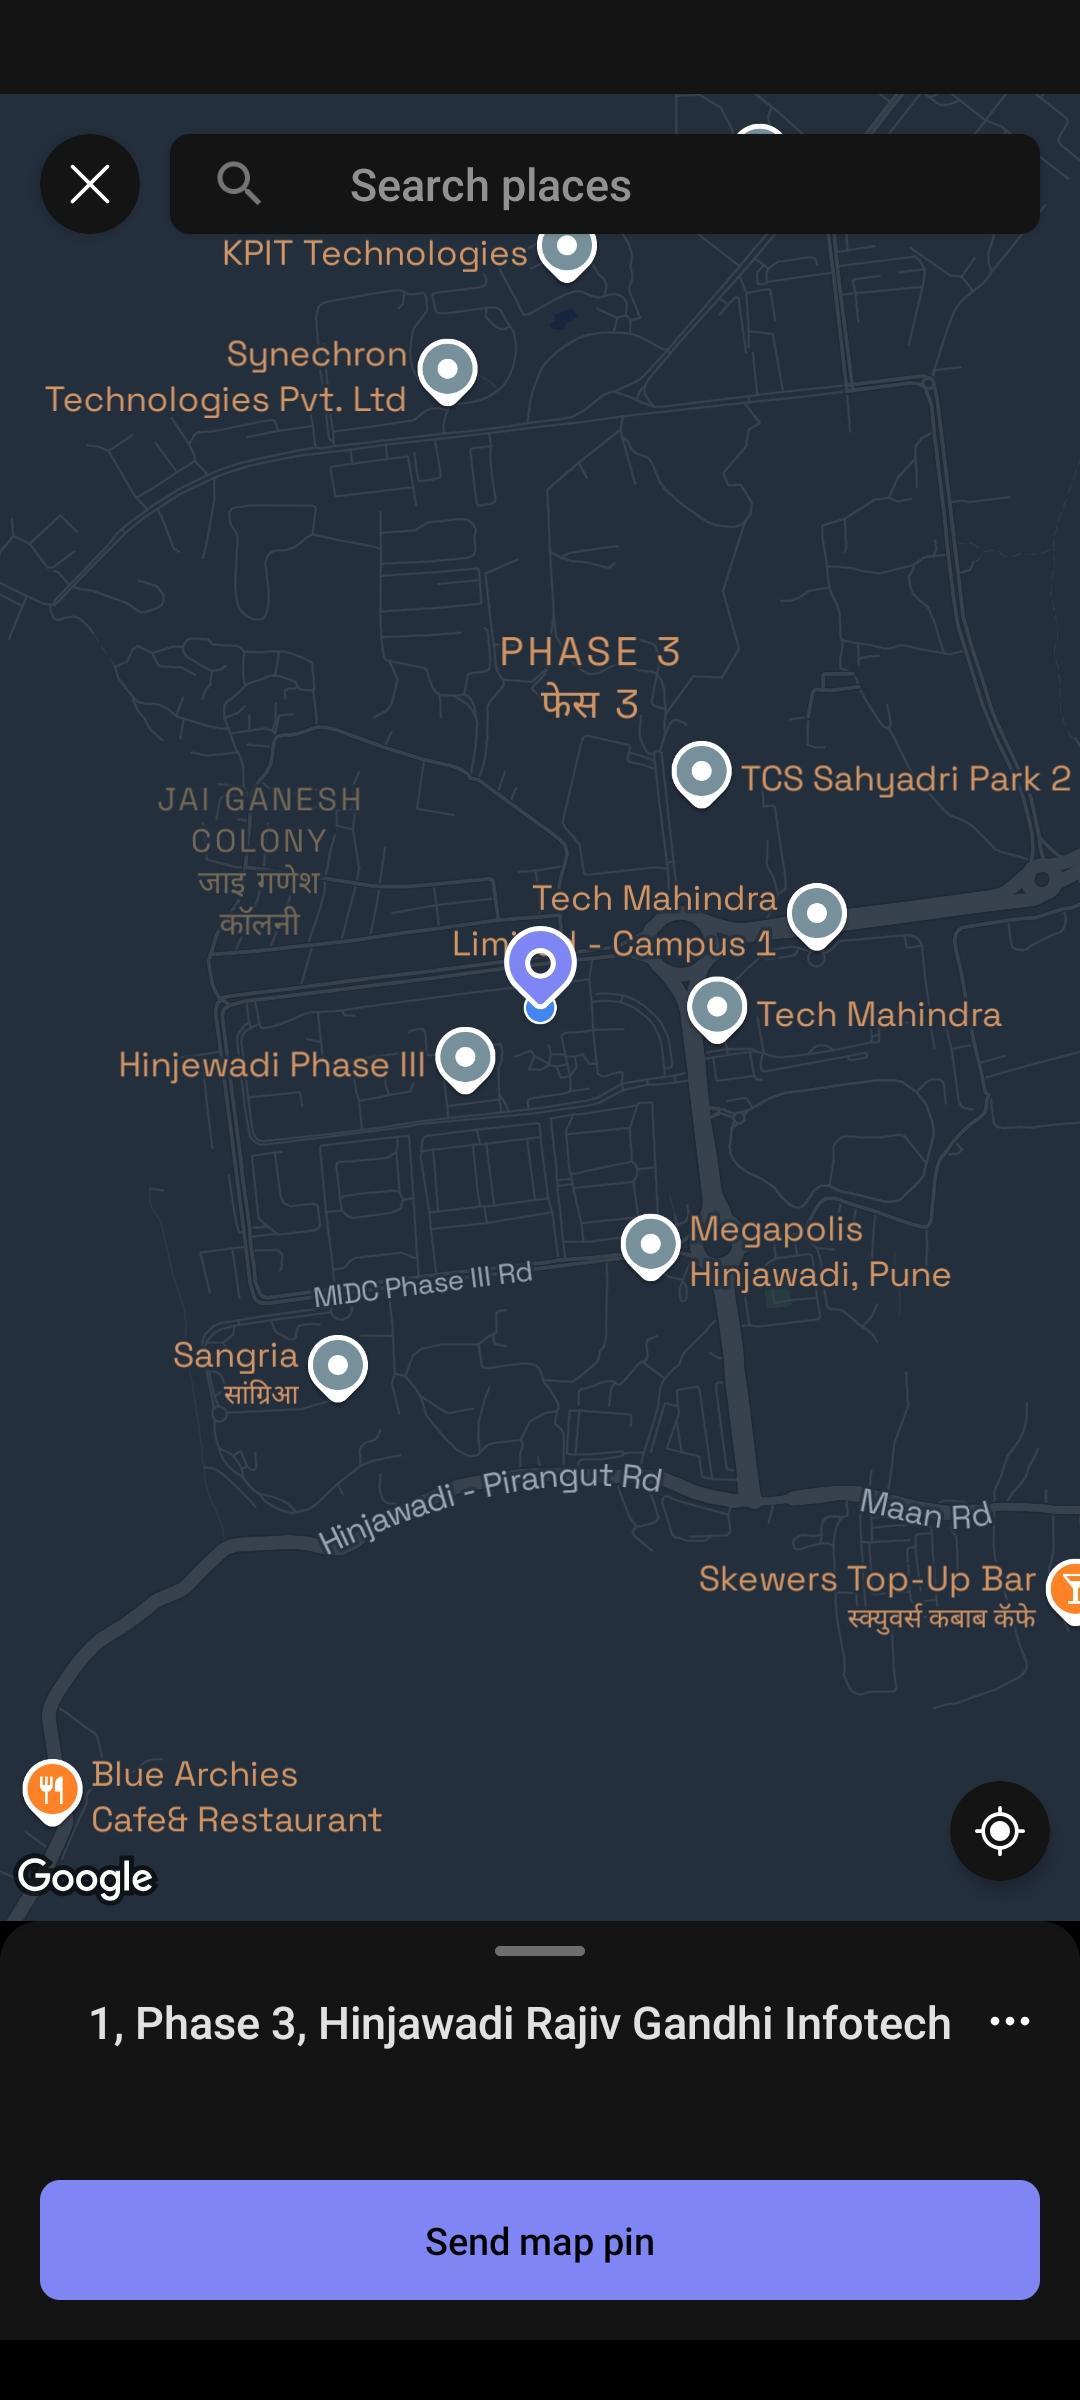 Search places
KPIT Technologies
Synechron
Technologies Pvt. Ltd
PHASE 3
फेस 3
TCS Sahyadri Park 2
JAI GANESH
COLONY
जाइ गणेश
कॉलनी
Tech Mahindra
- Campus 1
Tech Mahindra
Hinjewadi Phase III
Megapolis
Hinjawadi, Pune
MIDC Phase III Rd
Sangria
सांग्रिआ
Hinjawadi - Pirangut Rd
Maan Rd
Skewers Top-Up Bar
स्क्युवर्स कबाब कॅफे
Blue Archies
Cafe& Restaurant
Google
1, Phase 3, Hinjawadi Rajiv Gandhi Infotech
Send map pin